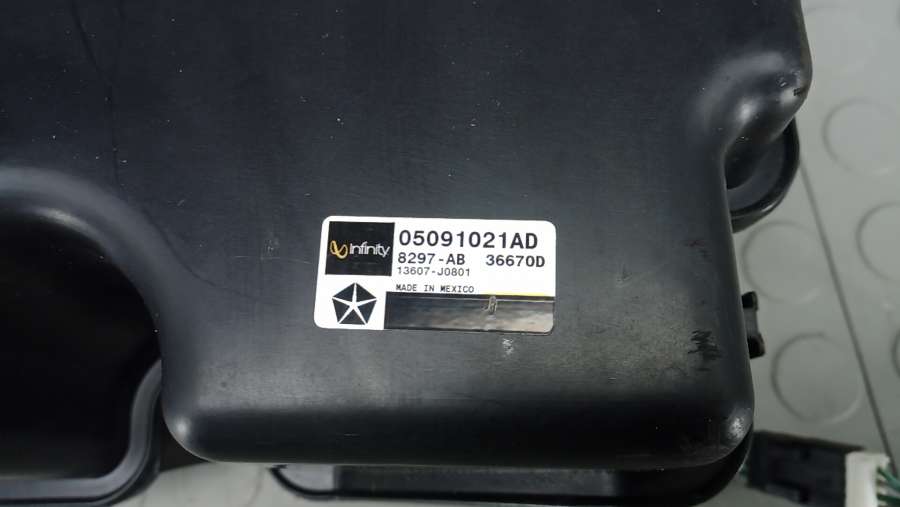 Infinity
05091021AD
8297-AB 36670D
13607-J0801
MADE IN MEXICO